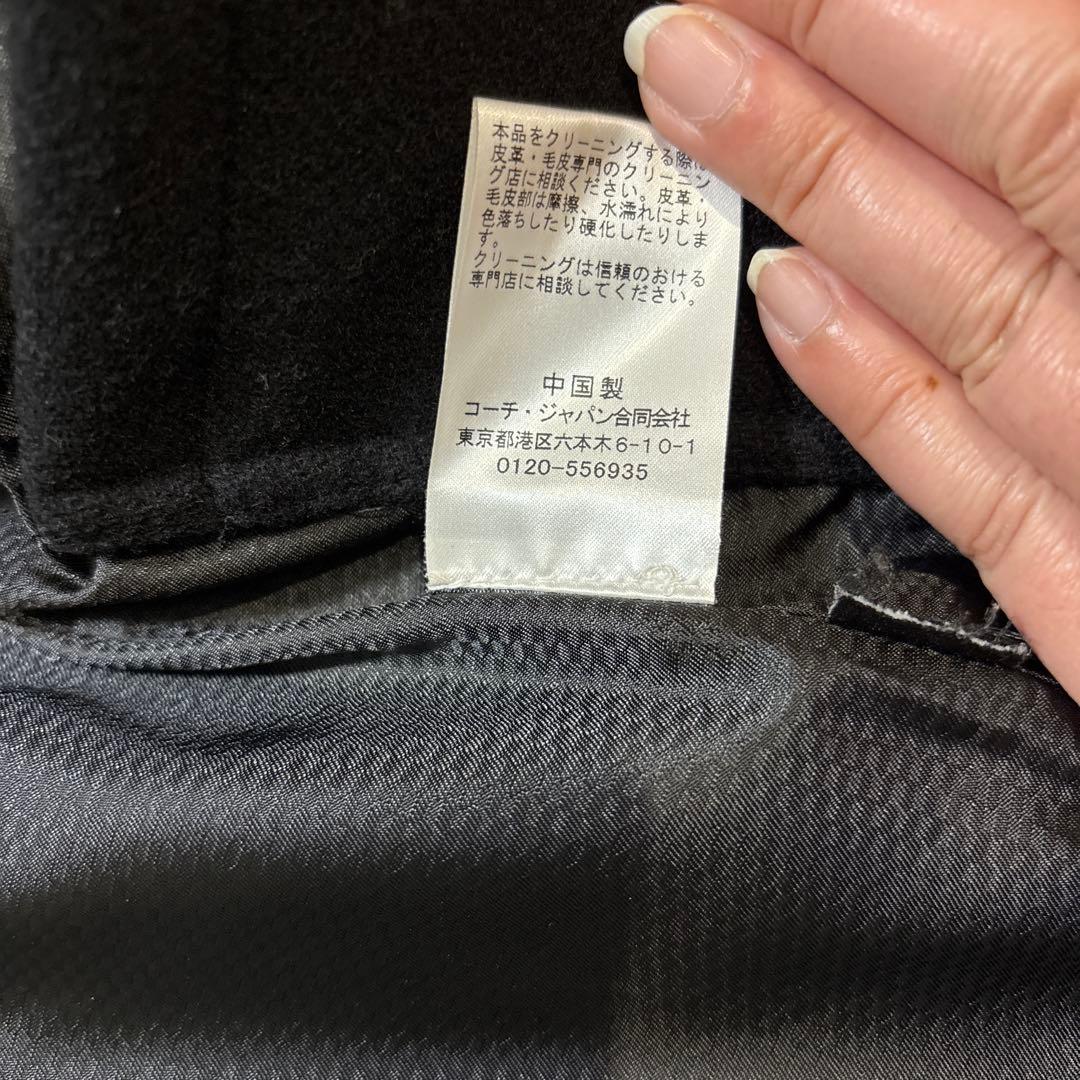 本品をクリーニングする際は
皮革・毛皮専門のクリーニン
グ店に相談ください。皮革・
毛皮部は摩擦、水濡れにより
色落ちしたり硬化したりしま
す。
クリーニングは信頼のおける
専門店に相談してください。
中国製
コーチ・ジャパン合同会社
東京都港区六本木6-10-1
0120-556935